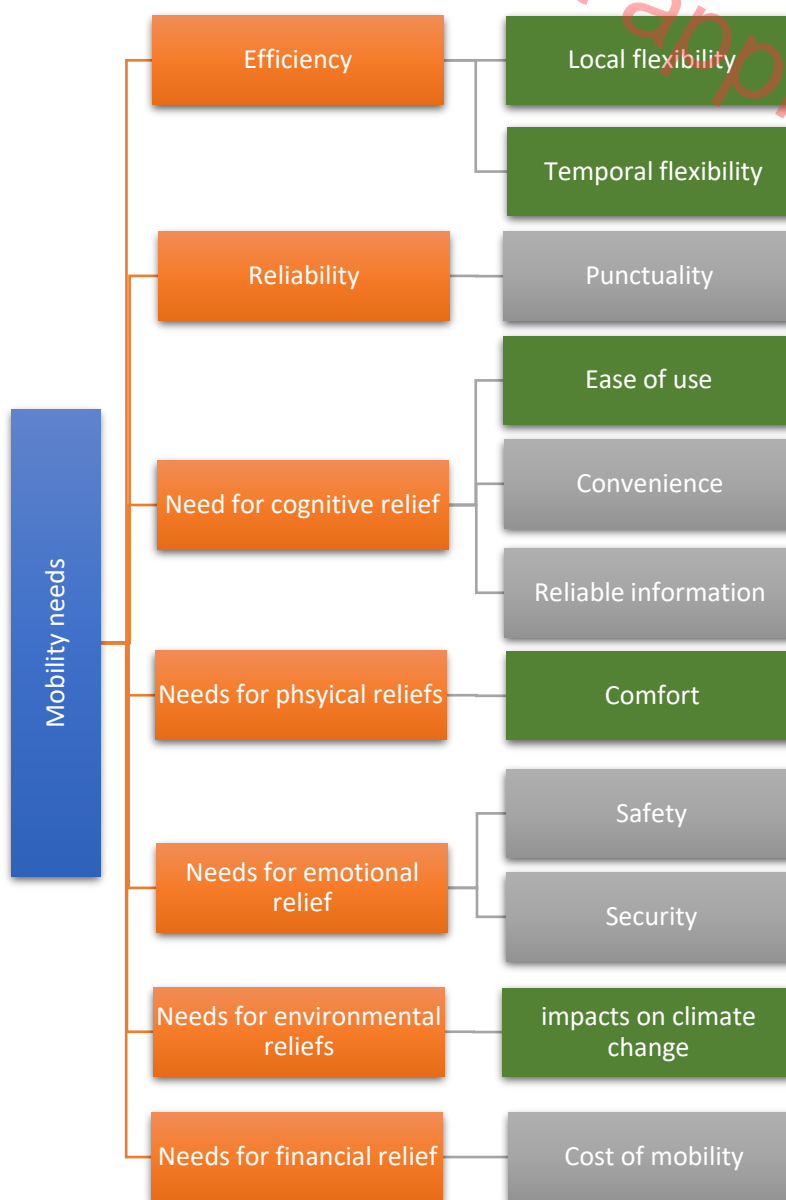 Efficiency
Local flexibility
Temporal flexibility
Reliability
Punctuality
Ease of use
Need for cognitive relief
Convenience
Reliable information
Mobility needs
Needs for phsyical reliefs
Comfort
Needs for emotional
relief
Safety
Security
Needs for environmental
reliefs
impacts on climate
change
Needs for financial relief
Cost of mobility